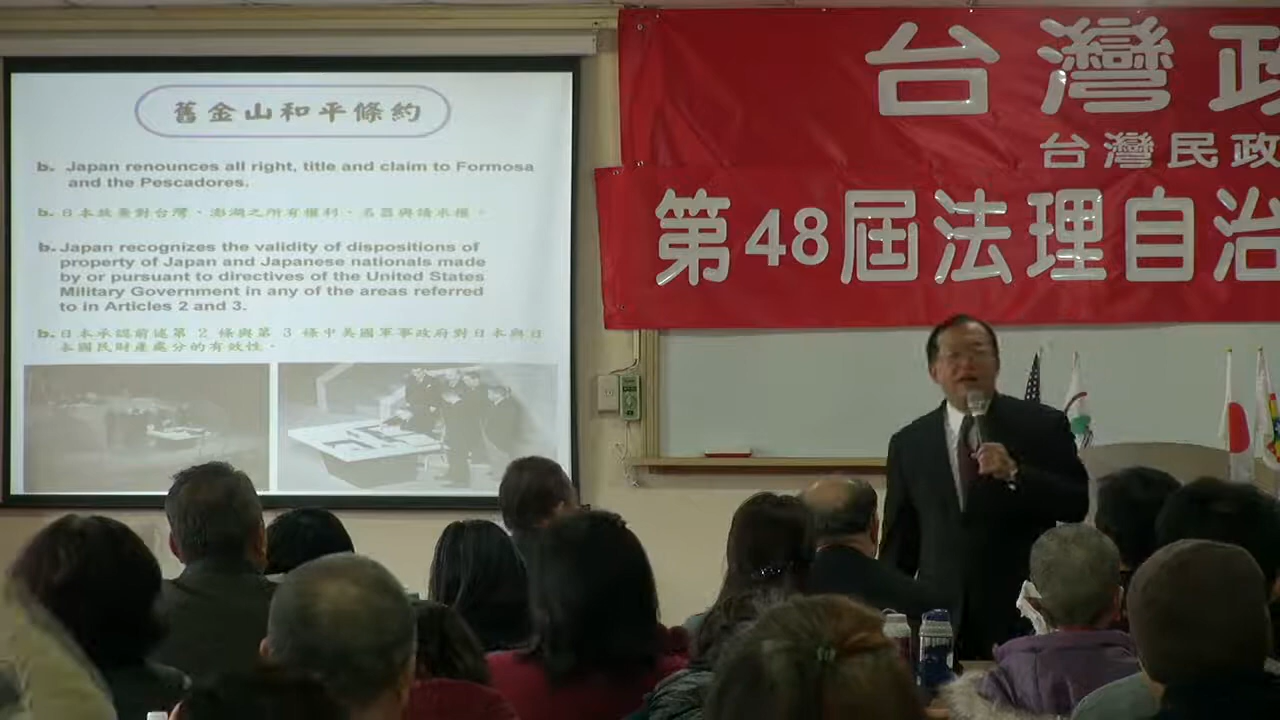 舊金山和平條約
b. Japan renounces all right, title and claim to Formosa
and the Pescadores.
b. 日本放棄對台灣、澎湖之所有權利、名器與請求權。
b. Japan recognizes the validity of dispositions of
property of Japan and Japanese nationals made
by or pursuant to directives of the United States
Military Government in any of the areas referred
to in Articles 2 and 3.
b. 日本承認前述第 2 條與第 3 條中美國軍事政府對日本與日
本國民財產處分的有效性。
台灣政
台灣民政
第48屆法理自治